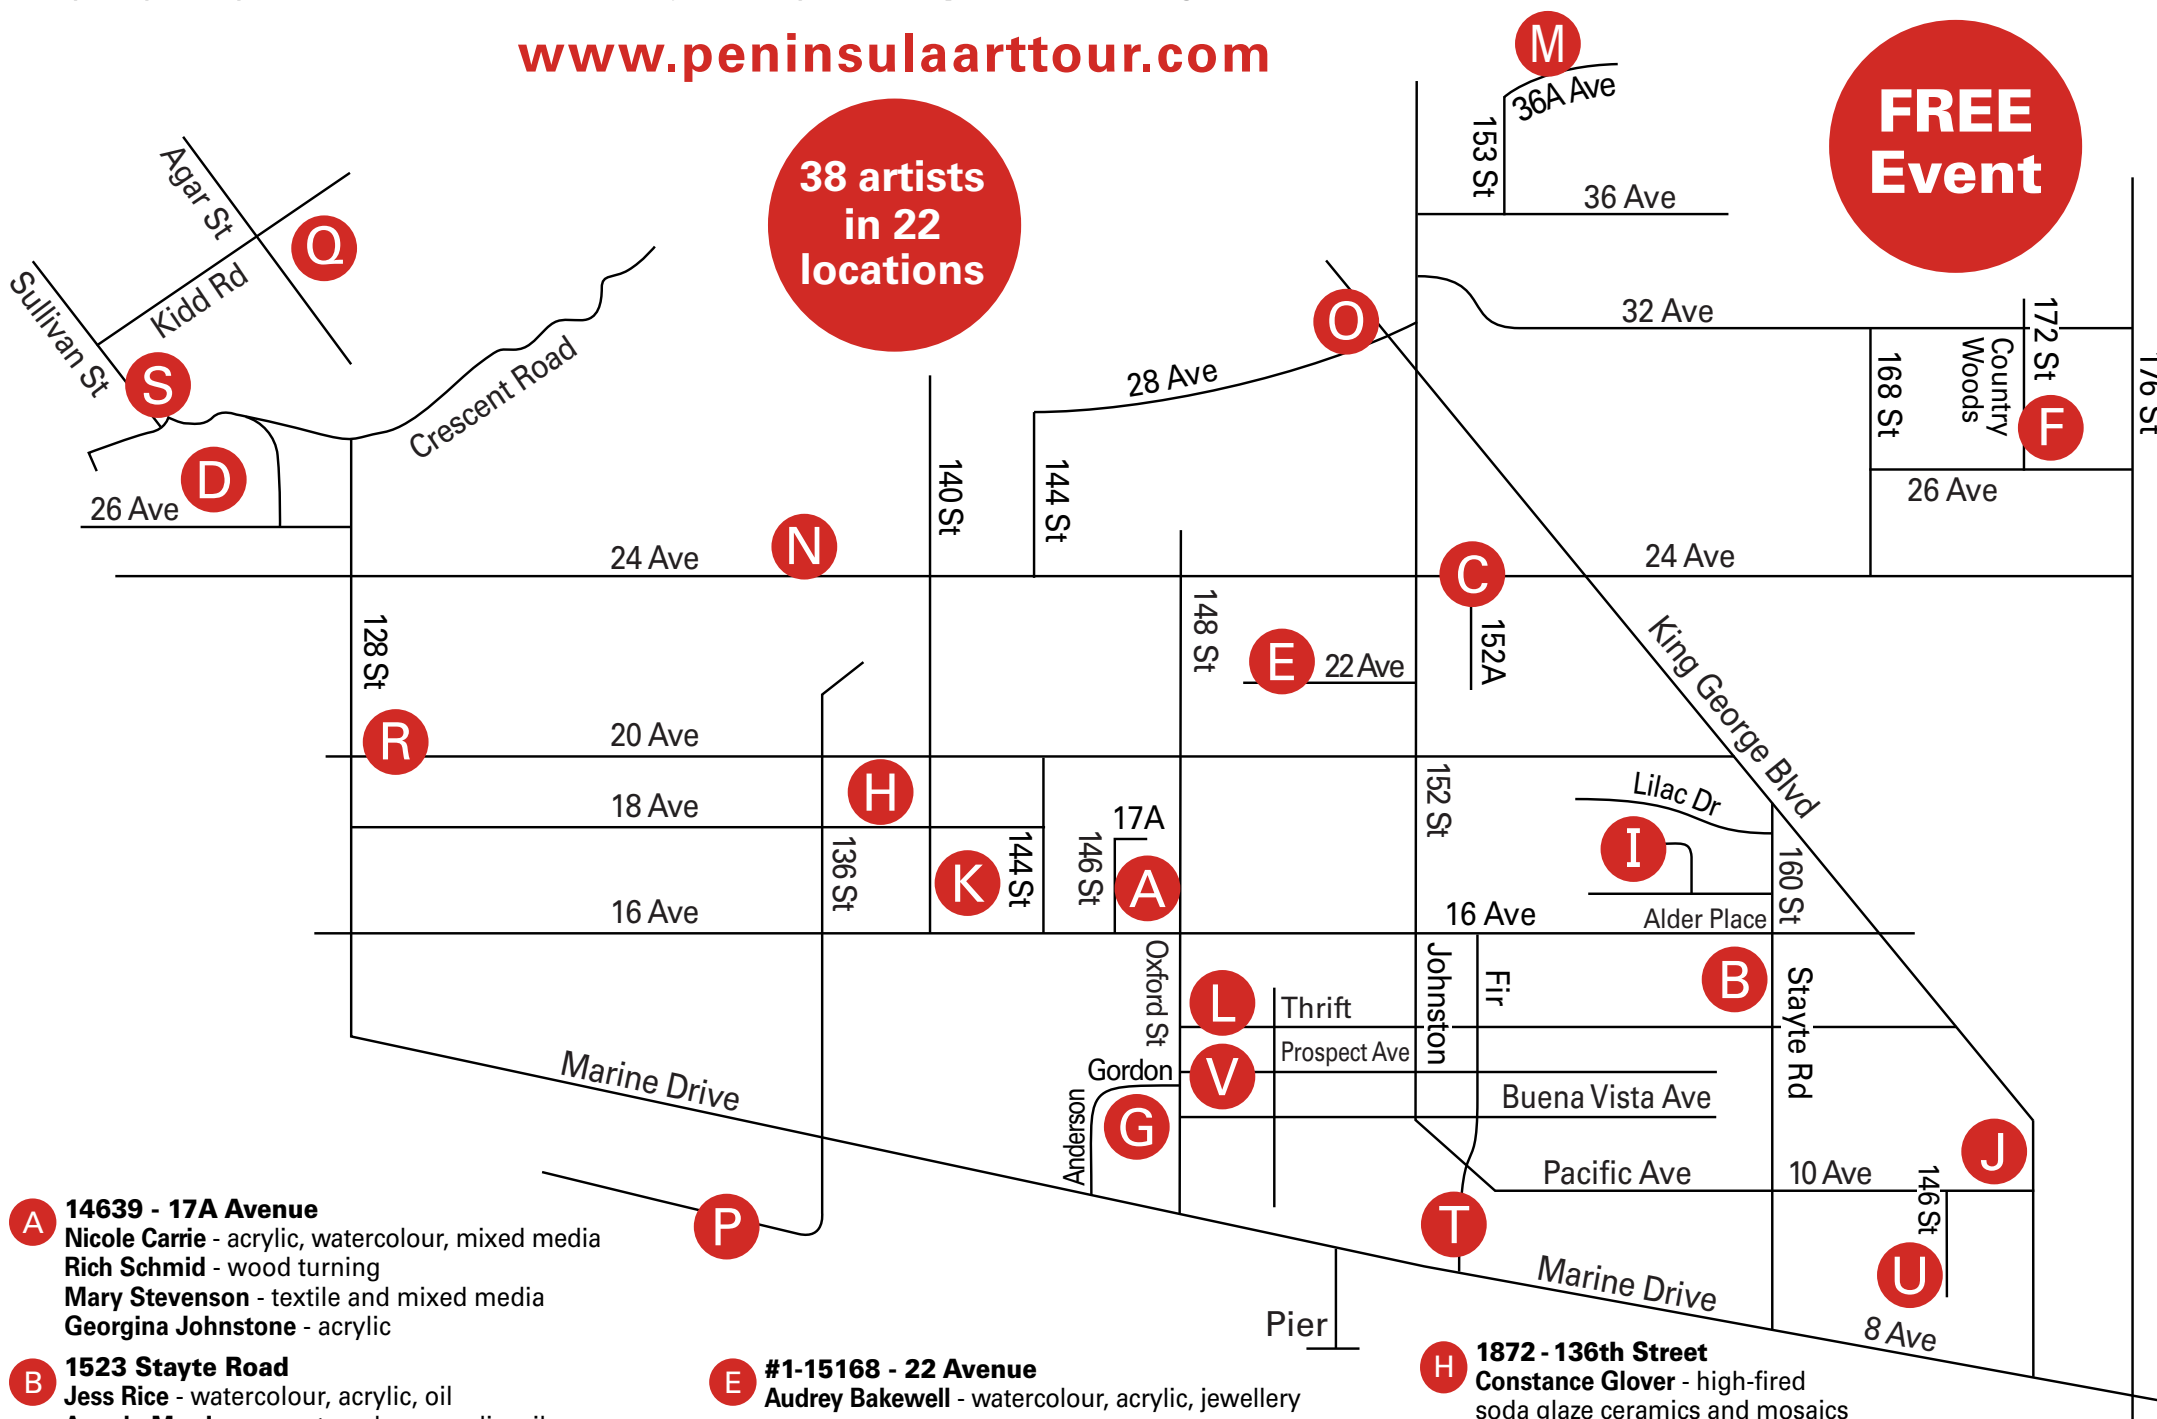 www.peninsulaarttour.com
38 artists
in 22
locations
FREE
Event
M
36A Ave
153 St
36 Ave
Agar St
Q
Kidd Rd
Sullivan St
S
Crescent Road
D
26 Ave
O
28 Ave
32 Ave
172 St
Country
Woods
168 St
F
176 St
26 Ave
140 St
144 St
24 Ave
N
C
24 Ave
128 St
148 St
E
22 Ave
152A
King George Blvd
R
20 Ave
H
18 Ave
152 St
Lilac Dr
I
17A
136 St
K
144 St
146 St
A
160 St
16 Ave
16 Ave
Alder Place
Oxford St
L
Thrift
Johnston
Fir
B
Stayte Rd
Prospect Ave
Gordon
V
Buena Vista Ave
Anderson
G
Marine Drive
J
Pacific Ave
10 Ave
146 St
P
T
U
Marine Drive
8 Ave
Pier
A
14639 - 17A Avenue
Nicole Carrie - acrylic, watercolour, mixed media
Rich Schmid - wood turning
Mary Stevenson - textile and mixed media
Georgina Johnstone - acrylic
B
1523 Stayte Road
Jess Rice - watercolour, acrylic, oil
E
#1-15168 - 22 Avenue
Audrey Bakewell - watercolour, acrylic, jewellery
H
1872 - 136th Street
Constance Glover - high-fired
soda glaze ceramics and mosaics